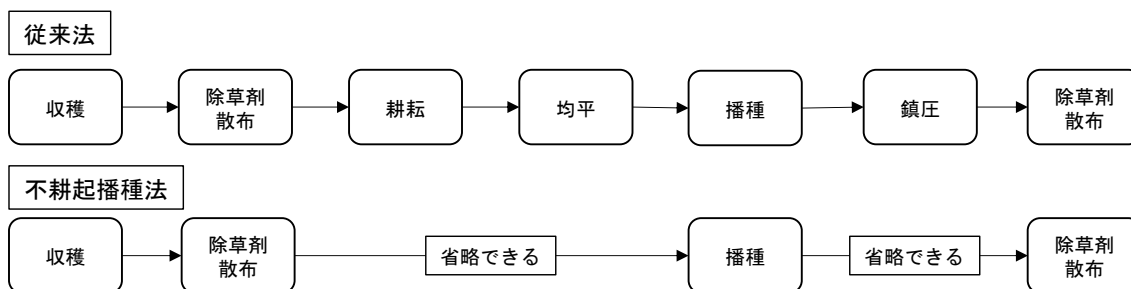 従来法
収穫
除草剤
散布
耕耘
均平
播種
鎮圧
除草剤
散布
不耕起播種法
収穫
除草剤
散布
省略できる
播種
省略できる
除草剤
散布